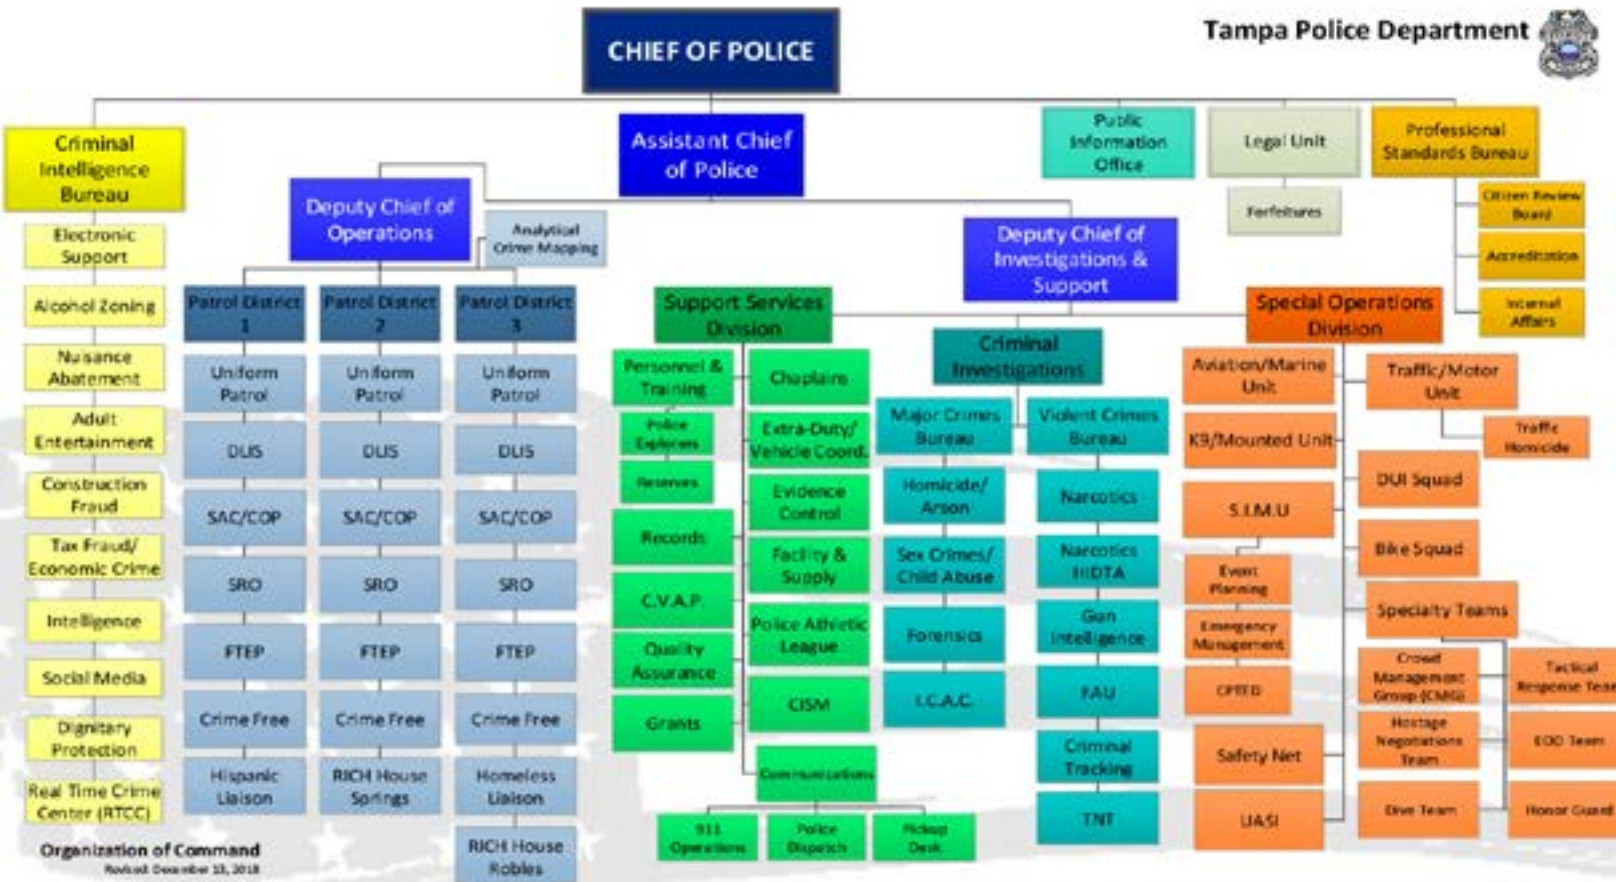 Tampa Police Department
CHIEF OF POLICE
Criminal
Intelligence
Bureau
Electronic
Support
Alcohol Zoning
Nuisance
Abatement
Adult
Entertainment
Construction
Fraud
Tax Fraud/
Economic Crime
Intelligence
Social Media
Dignitary
Protection
Real Time Crime
Center (RTCC)
Assistant Chief
of Police
Public
Information
Office
Legal Unit
Forfeitures
Professional
Standards Bureau
Citizen Review
Board
Accreditation
Internal
Affairs
Deputy Chief of
Operations
Analytical
Crime Mapping
Patrol District
1
Uniform
Patrol
DLIS
SAC/COP
SRO
FTEP
Crime Free
Hispanic
Liaison
Patrol District
2
Uniform
Patrol
DLIS
SAC/COP
SRO
FTEP
Crime Free
RICH House
Springs
Patrol District
3
Uniform
Patrol
DLIS
SAC/COP
SRO
FTEP
Crime Free
Homeless
Liaison
RICH House
Robles
Deputy Chief of
Investigations &
Support
Support Services
Division
Personnel &
Training
Police
Explorers
Reserves
Records
C.V.A.P.
Quality
Assurance
Grants
Chaplains
Extra-Duty/
Vehicle Coord.
Evidence
Control
Facility &
Supply
Police Athletic
League
CISM
Communications
911
Operations
Police
Dispatch
Pickup
Desk
Criminal
Investigations
Major Crimes
Bureau
Homicide/
Arson
Sex Crimes/
Child Abuse
Forensics
I.C.A.C.
Violent Crimes
Bureau
Narcotics
Narcotics
HIDTA
Gun
Intelligence
FAU
Criminal
Tracking
TNT
Special Operations
Division
Aviation/Marine
Unit
K9/Mounted Unit
S.I.M.U
Event
Planning
Emergency
Management
CPTED
Safety Net
UASI
Traffic/Motor
Unit
Traffic
Homicide
DUI Squad
Bike Squad
Specialty Teams
Crowd
Management
Group (CMG)
Hostage
Negotiations
Team
Dive Team
Tactical
Response Team
EOD Team
Honor Guard
Organization of Command
Revised: December 13, 2018